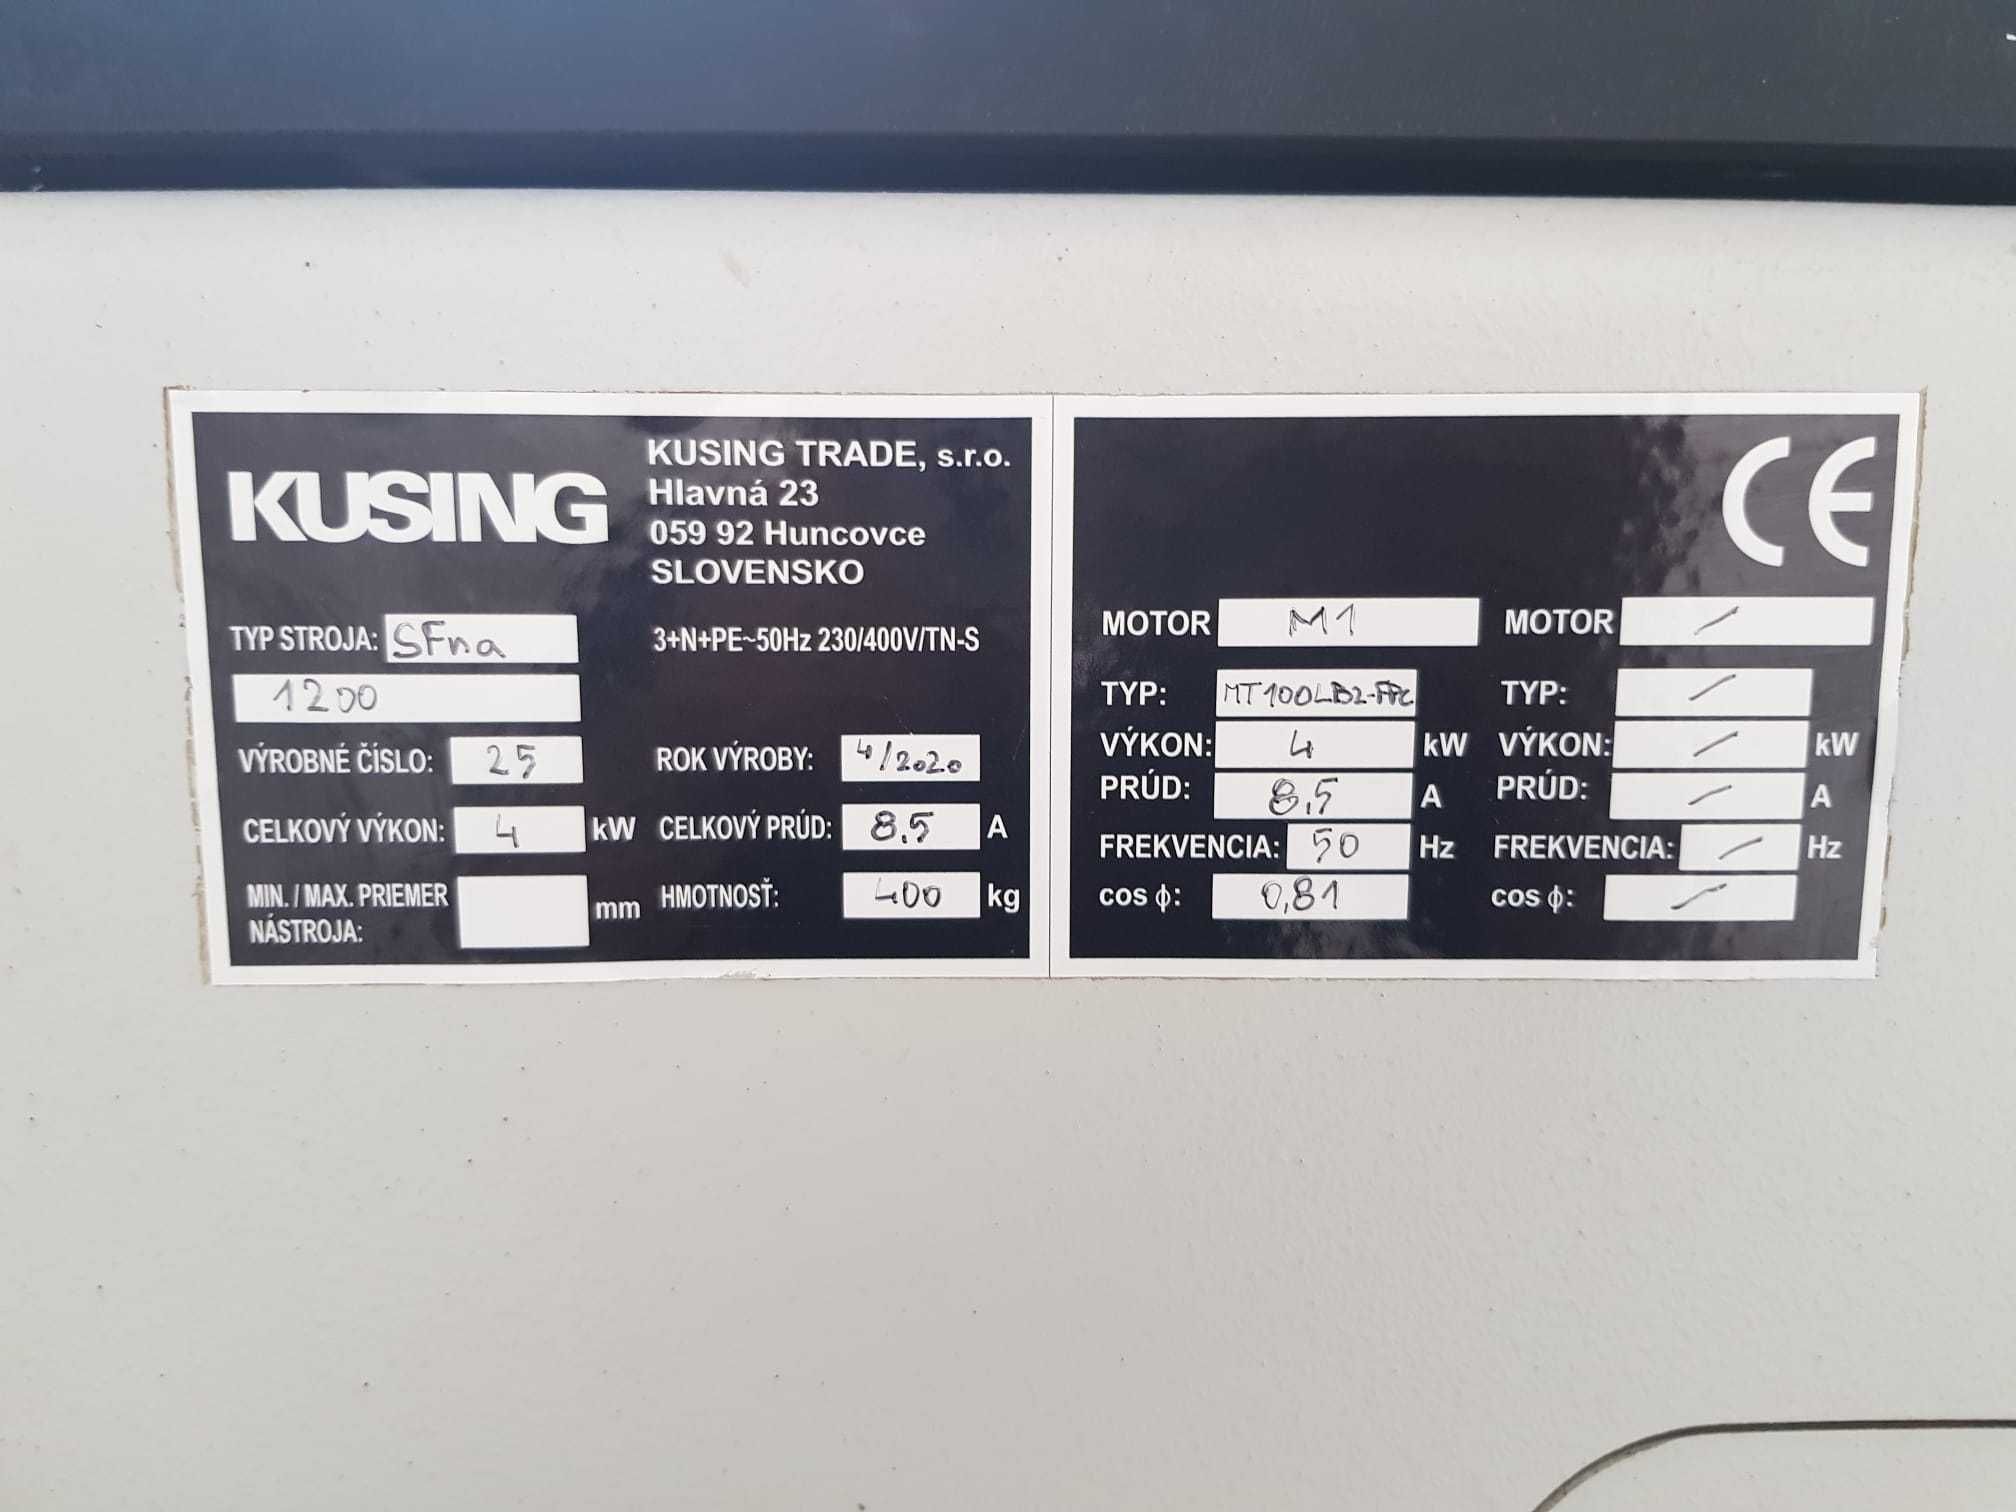 KUSING
KUSING TRADE, s.r.o.
Hlavná 23
059 92 Huncovce
SLOVENSKO
TYP STROJA: SFna
1200
3+N+PE~50Hz 230/400V/TN-S
VÝROBNÉ ČÍSLO: 25
ROK VÝROBY: 4/2020
CELKOVÝ VÝKON: 4 kW
CELKOVÝ PRÚD: 8.5 A
MIN. / MAX. PRIEMER
NÁSTROJA: mm
HMOTNOSŤ: 400 kg
CE
MOTOR M1
TYP:
VÝKON: 4 kW
PRÚD: 8,5 A
FREKVENCIA: 50 Hz
cos ϕ: 0,81
MOTOR /
TYP: /
VÝKON: / kW
PRÚD: / A
FREKVENCIA: / Hz
cos ϕ: /